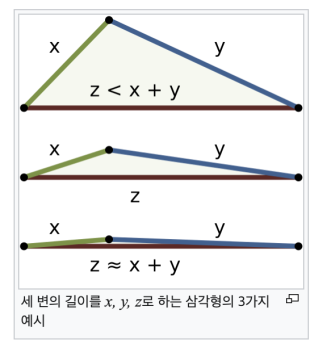 x y
z < x + y
x y
z
x y
z ≈ x + y
세 변의 길이를 x, y, z로 하는 삼각형의 3가지
예시